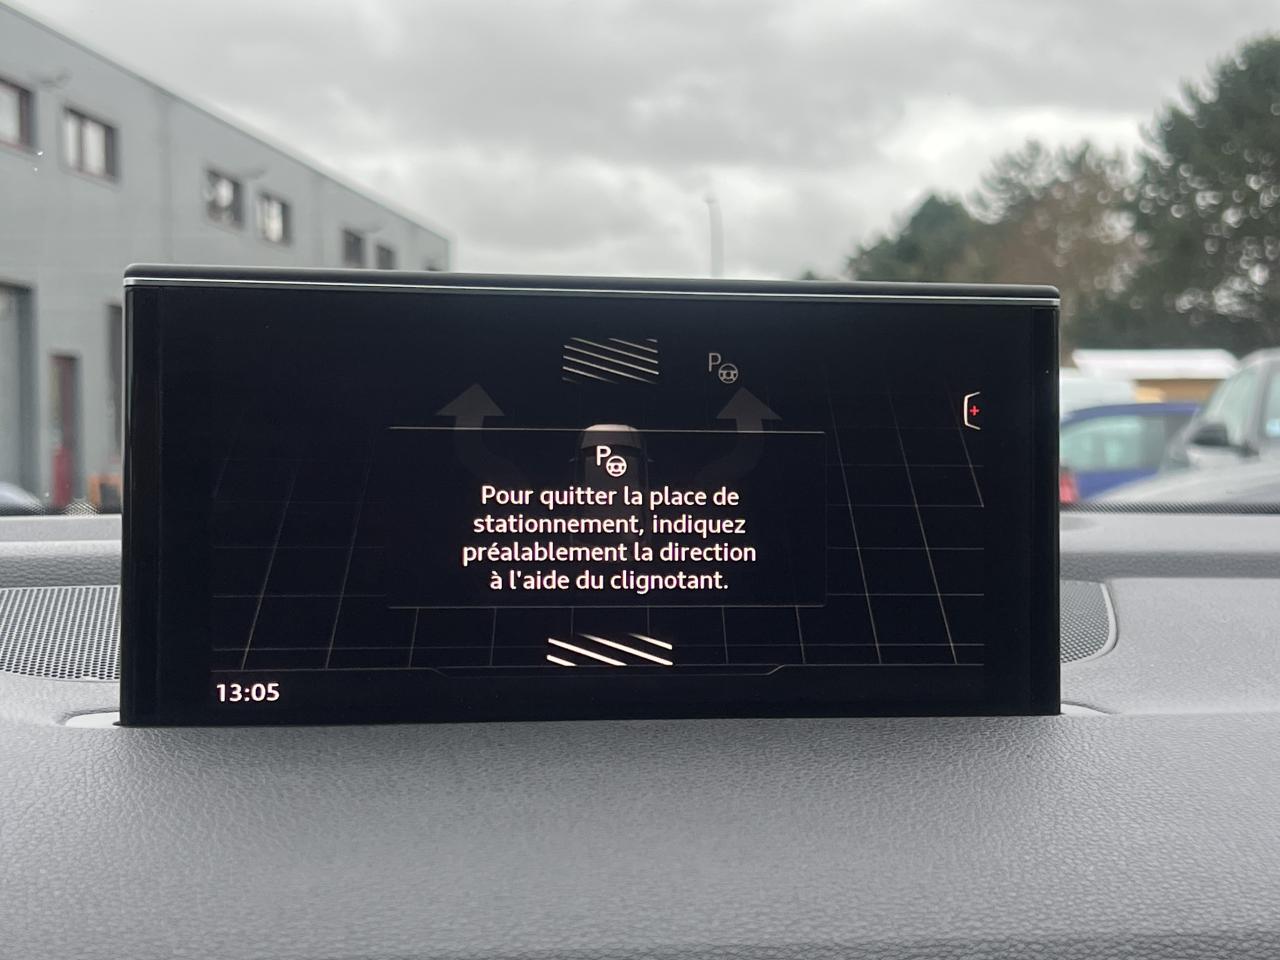 P
P
Pour quitter la place de
stationnement, indiquez
préalablement la direction
à l'aide du clignotant.
13:05